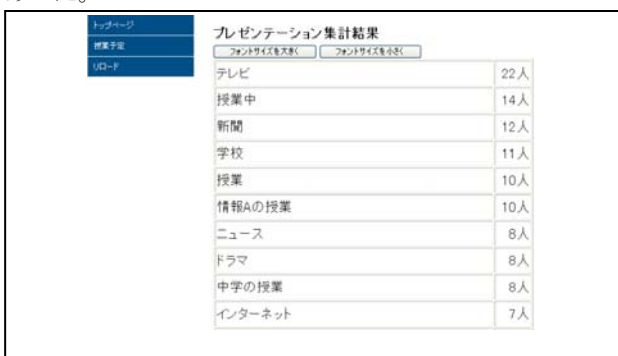 トップページ
授業予定
リロード
プレゼンテーション集計結果
フォントサイズを大きく フォントサイズを小さく
テレビ 22人
授業中 14人
新聞 12人
学校 11人
授業 10人
情報Aの授業 10人
ニュース 8人
ドラマ 8人
中学の授業 8人
インターネット 7人